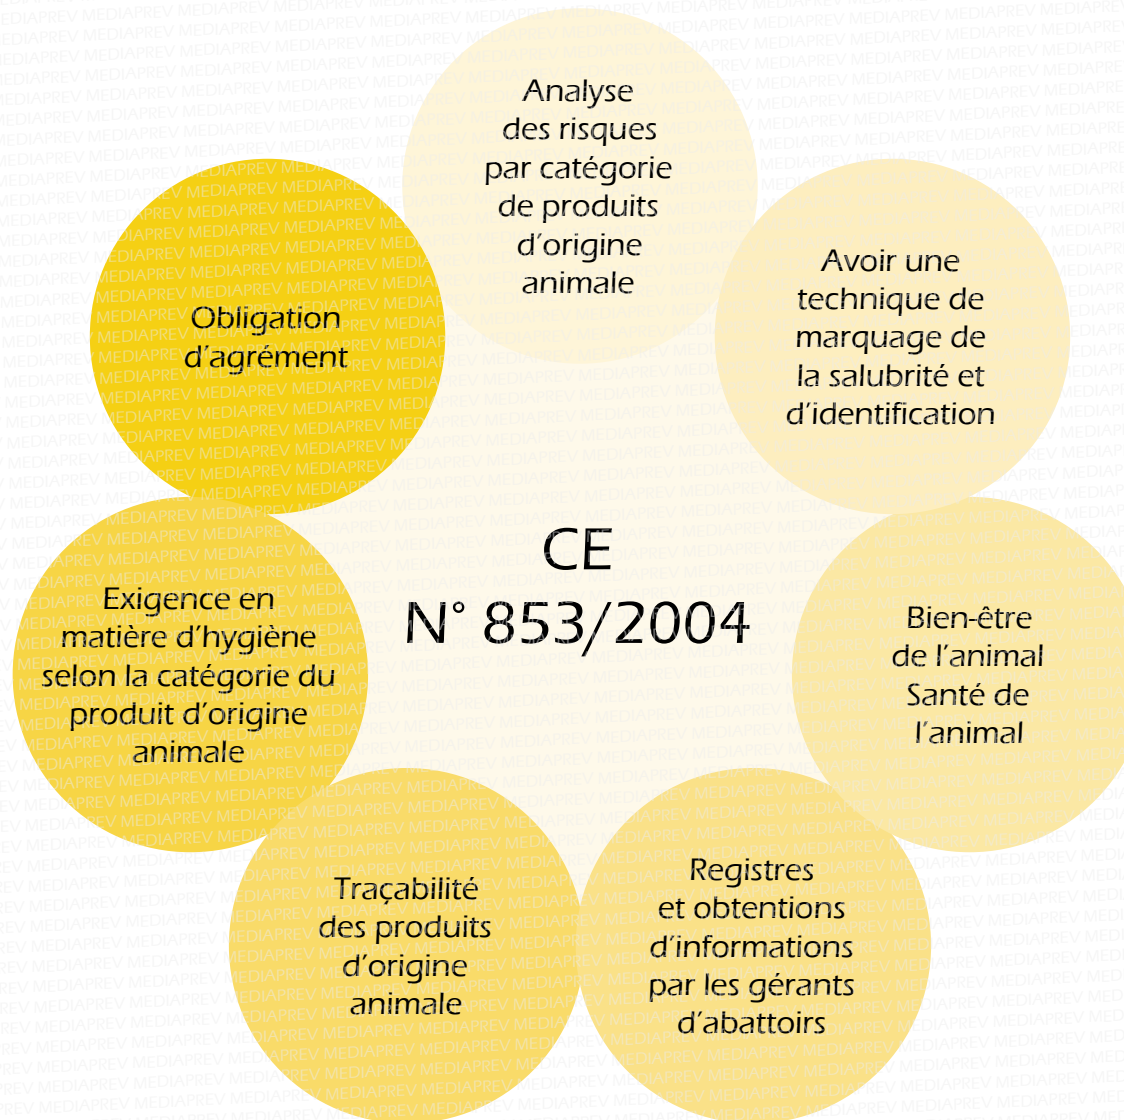 Analyse
des risques
par catégorie
de produits
d'origine
animale
Avoir une
technique de
marquage de
la salubrité et
d'identification
Bien-être
de l'animal
Santé de
l'animal
Registres
et obtentions
d'informations
par les gérants
d'abattoirs
Traçabilité
des produits
d'origine
animale
Exigence en
matière d'hygiène
selon la catégorie du
produit d'origine
animale
Obligation
d'agrément
CE
N° 853/2004
MEDIAPREV